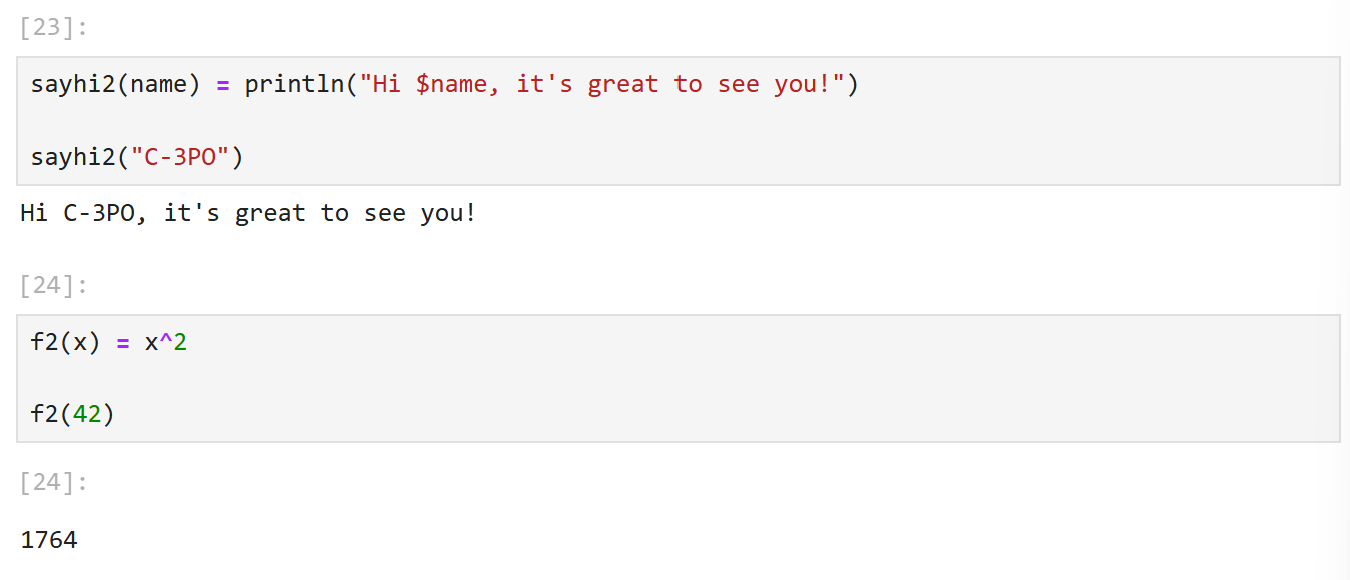 [23]:
sayhi2(name) = println("Hi $name, it's great to see you!")
sayhi2("C-3PO")
Hi C-3PO, it's great to see you!
[24]:
f2(x) = x^2
f2(42)
[24]:
1764